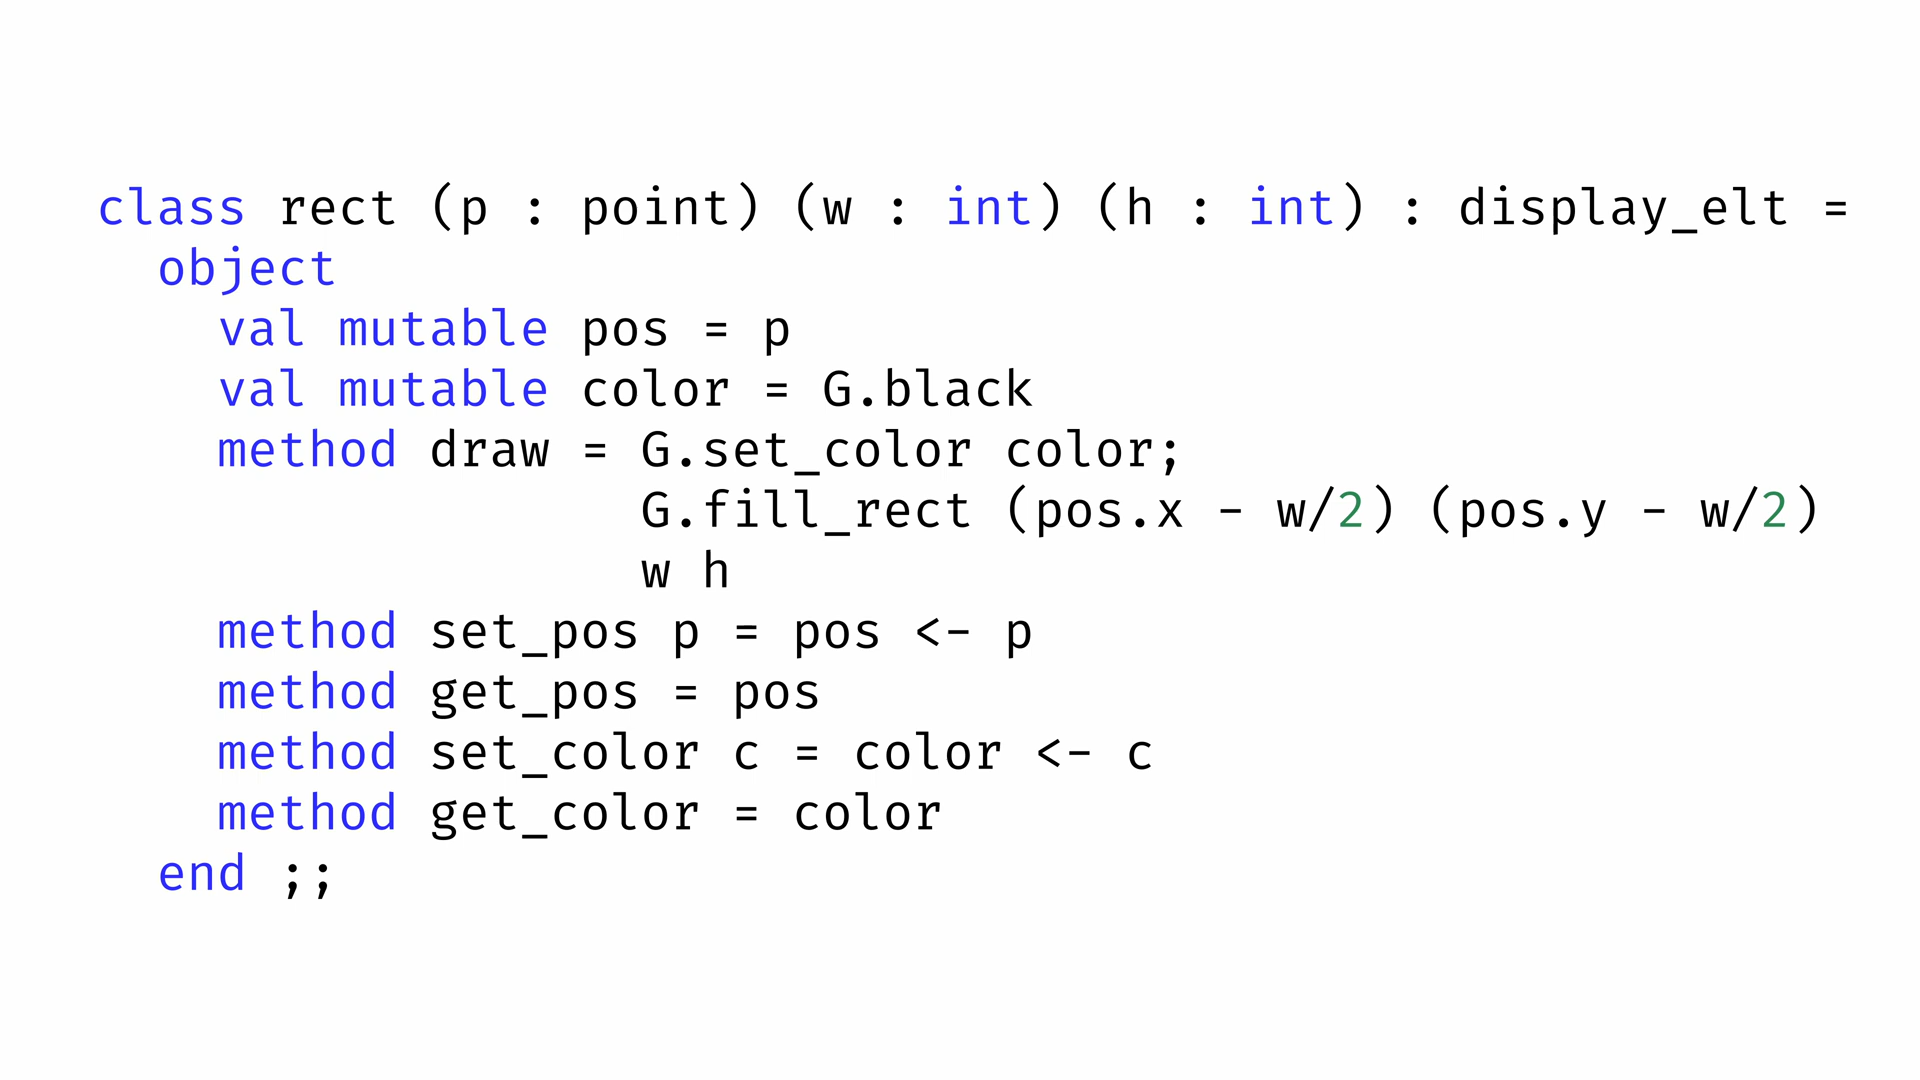 class rect (p : point) (w : int) (h : int) : display_elt =
  object
    val mutable pos = p
    val mutable color = G.black
    method draw = G.set_color color;
                  G.fill_rect (pos.x - w/2) (pos.y - w/2)
                  w h
    method set_pos p = pos <- p
    method get_pos = pos
    method set_color c = color <- c
    method get_color = color
  end ;;